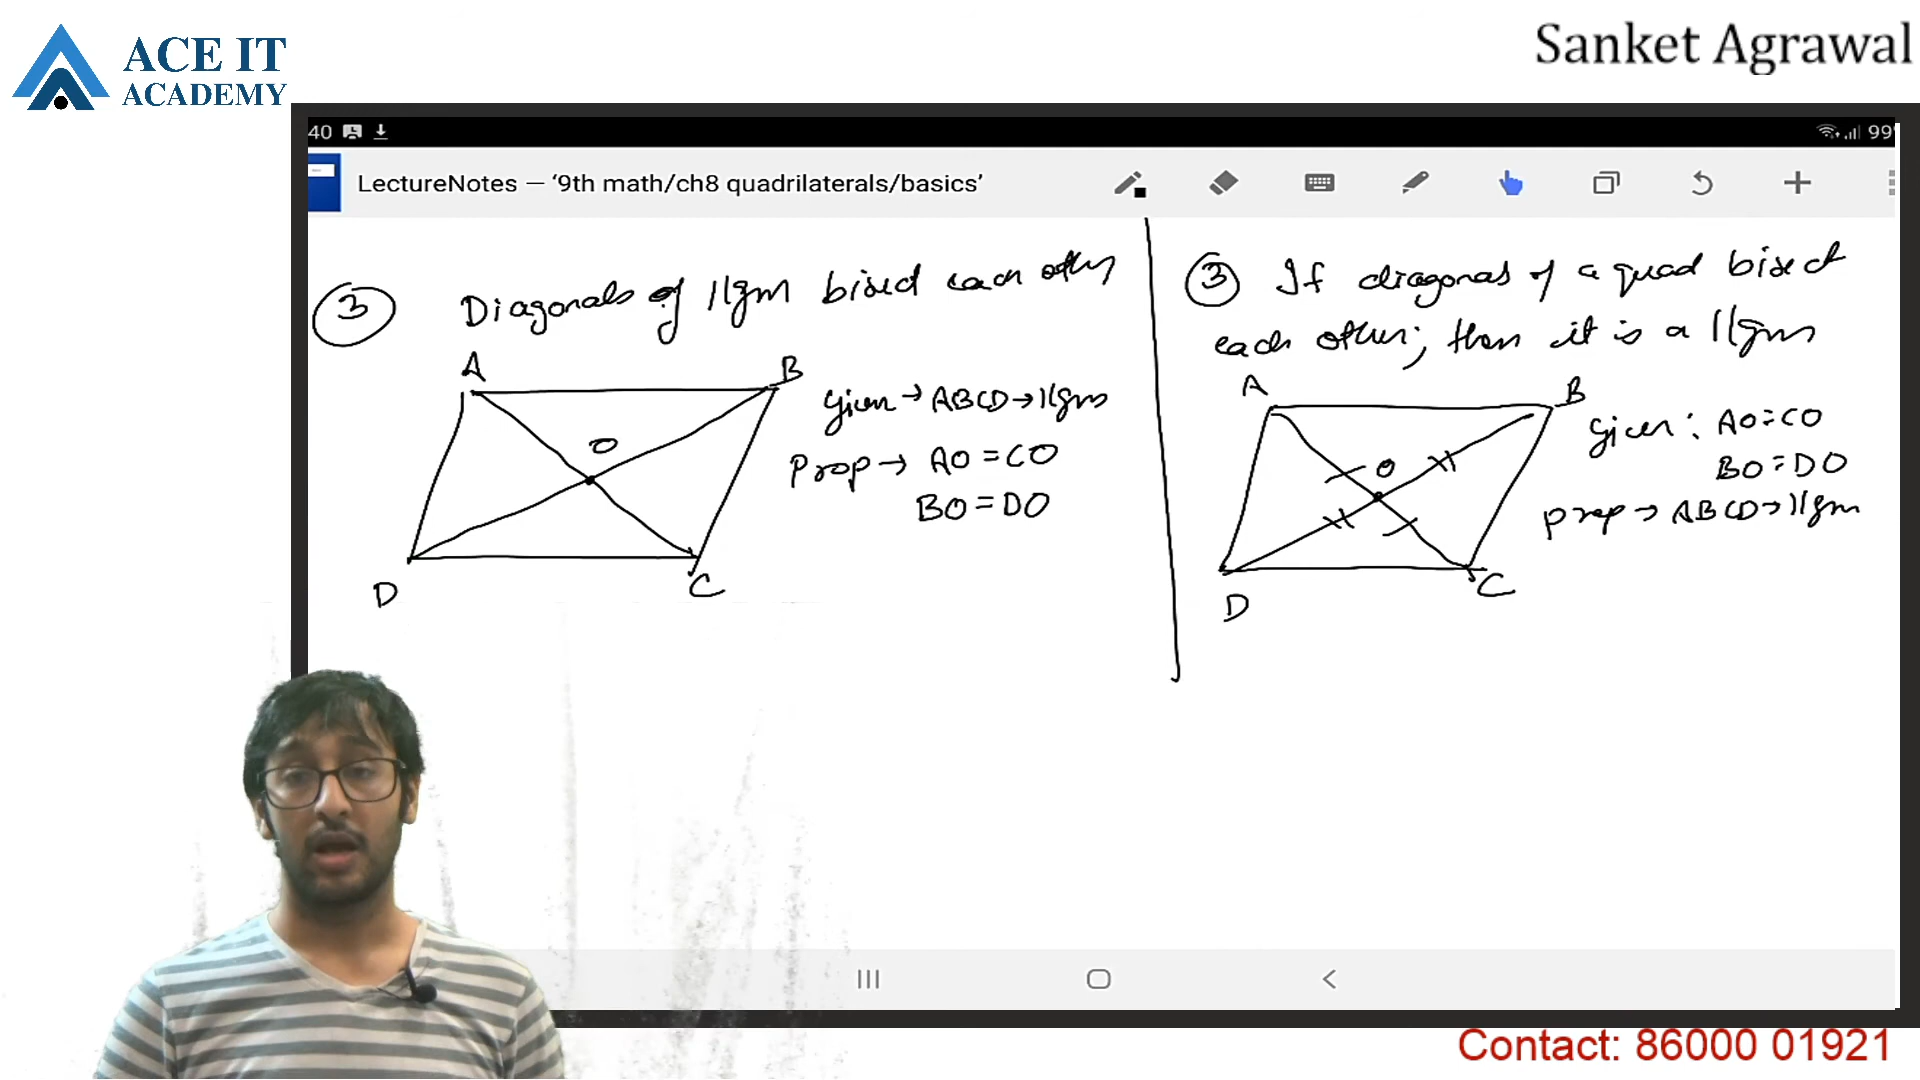 ACE IT
ACADEMY
Sanket Agrawal
40
99
LectureNotes – ‘9th math/ch8 quadrilaterals/basics’
3 Diagonals of ||gm bisect each other
A B
O
D C
Given → ABCD → ||gm
Prop → AO = CO
BO = DO
3 If diagonas of a quad bisect
each other; then it is a ||gm
A B
O
D C
Given: AO = CO
BO = DO
Prop → ABCD → ||gm
Contact: 86000 01921